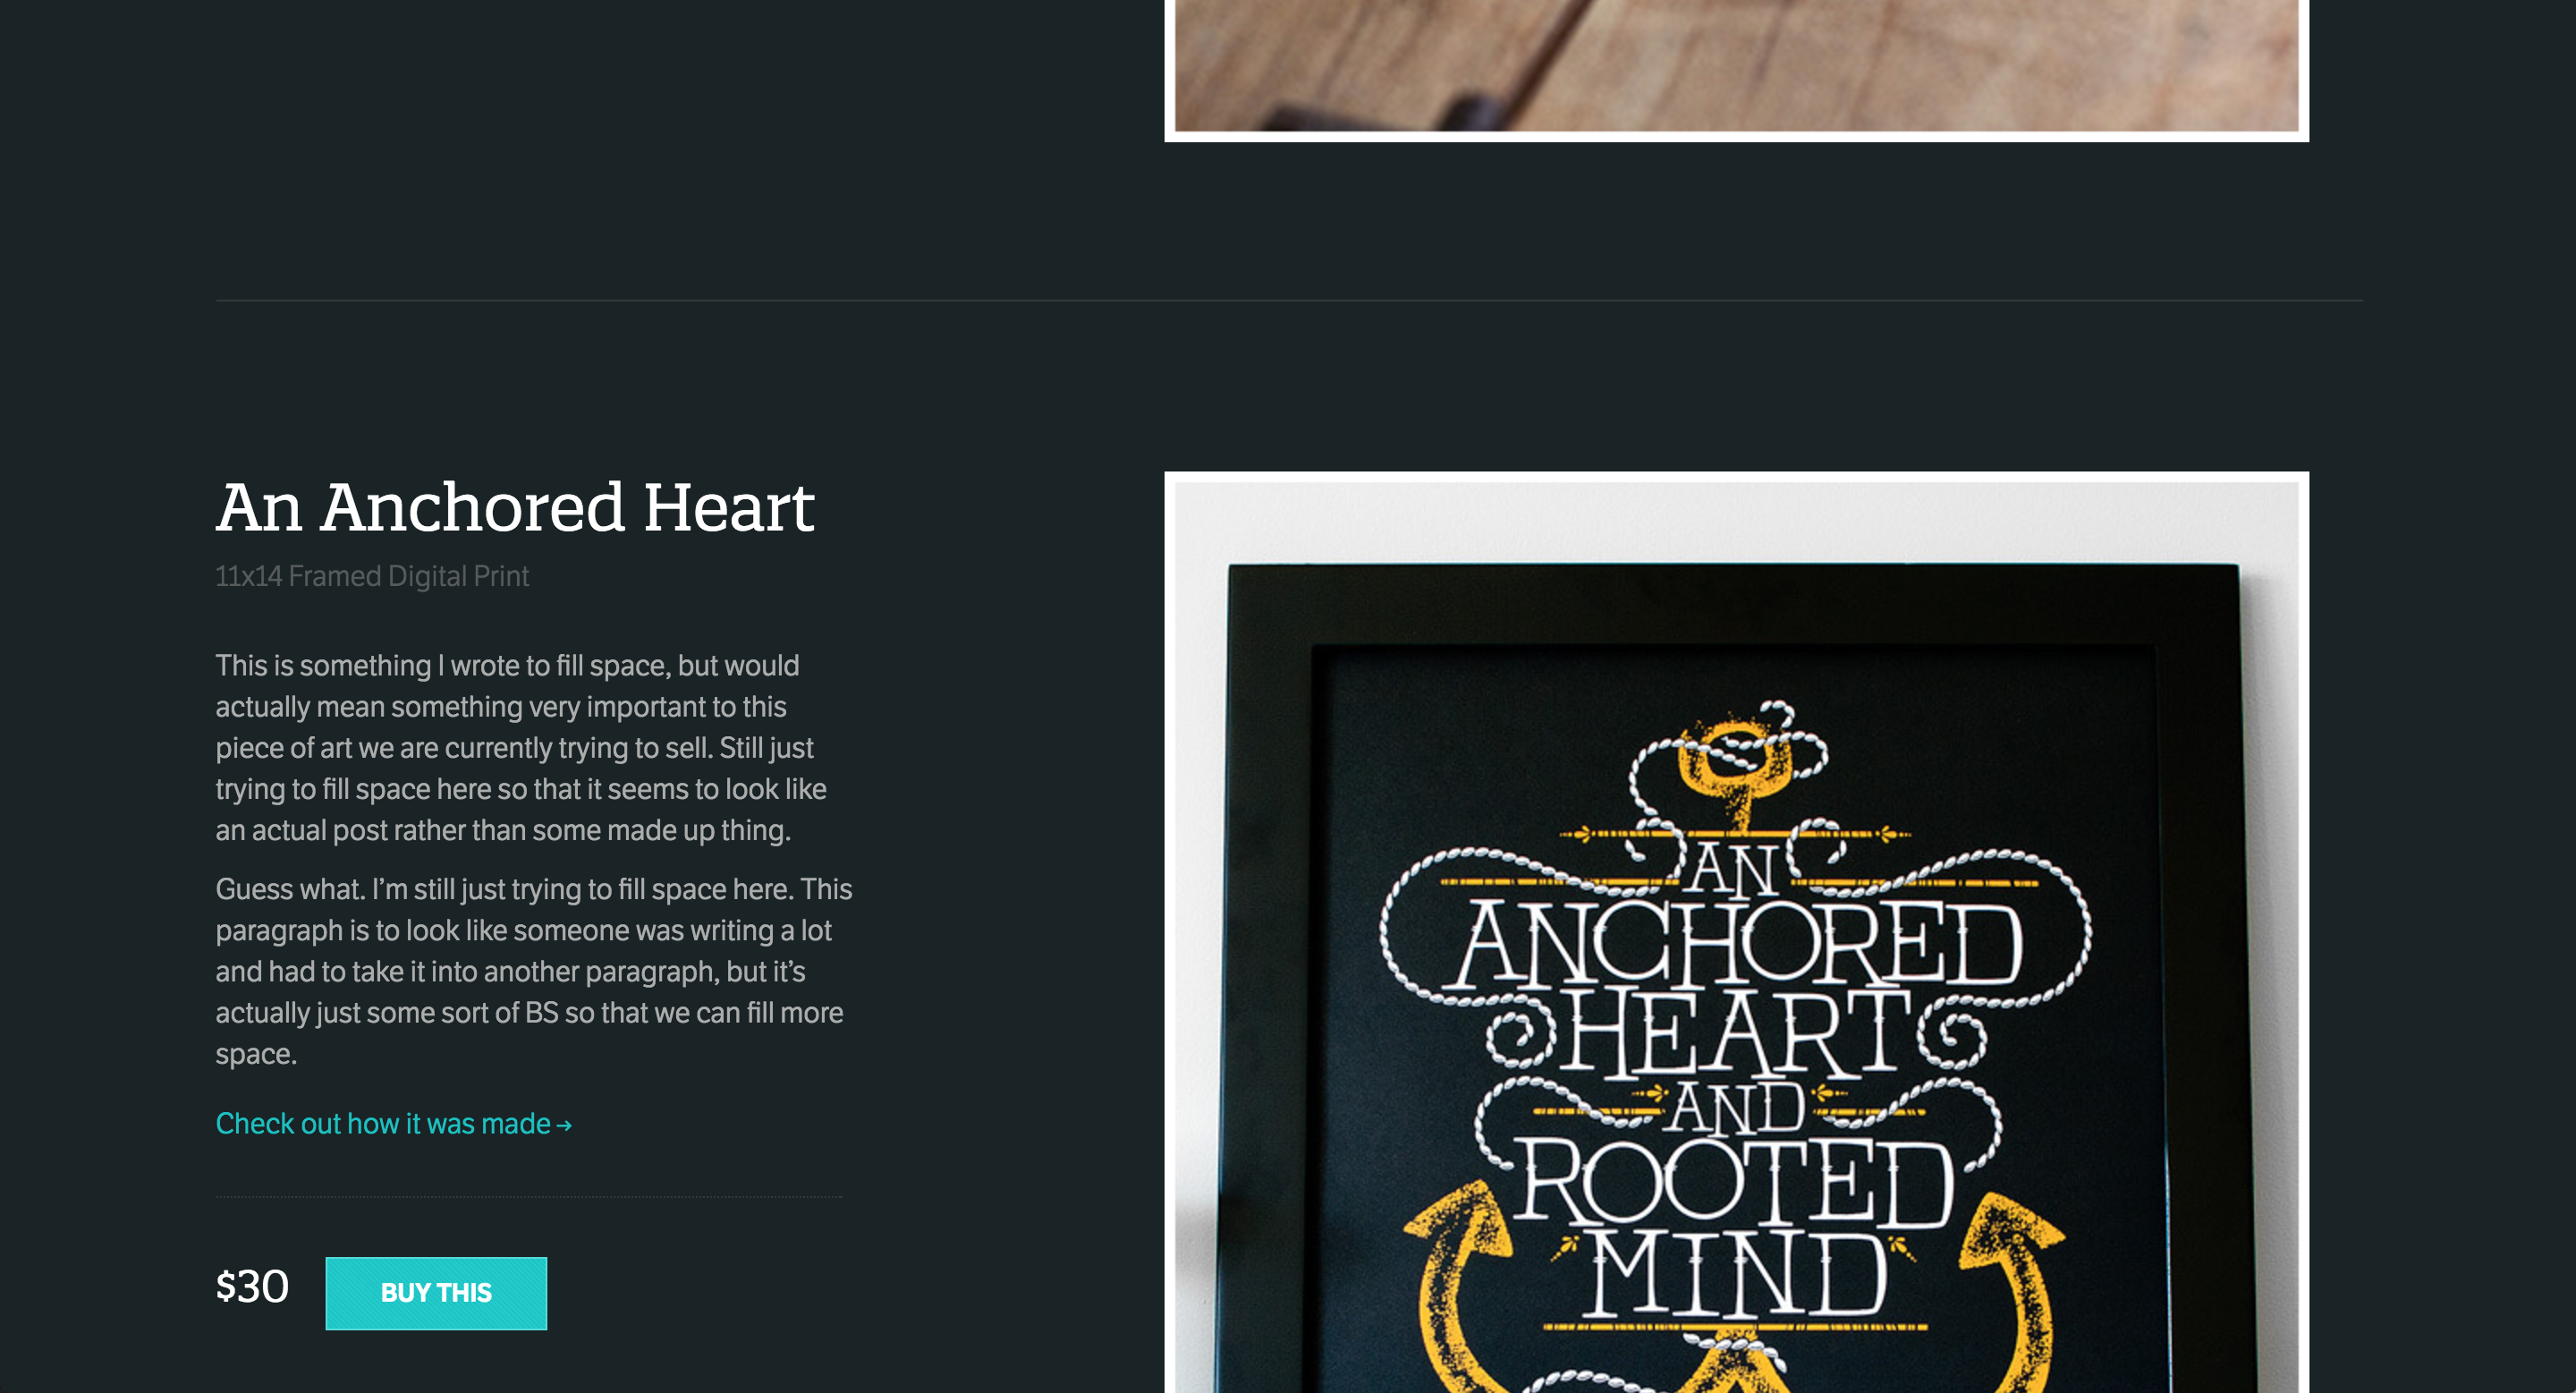 An Anchored Heart
11x14 Framed Digital Print
This is something I wrote to fill space, but would
actually mean something very important to this
piece of art we are currently trying to sell. Still just
trying to fill space here so that it seems to look like
an actual post rather than some made up thing.
Guess what. I’m still just trying to fill space here. This
paragraph is to look like someone was writing a lot
and had to take it into another paragraph, but it’s
actually just some sort of BS so that we can fill more
space.
Check out how it was made →
$30
BUY THIS
AN
ANCHORED
HEART
AND
ROOTED
MIND